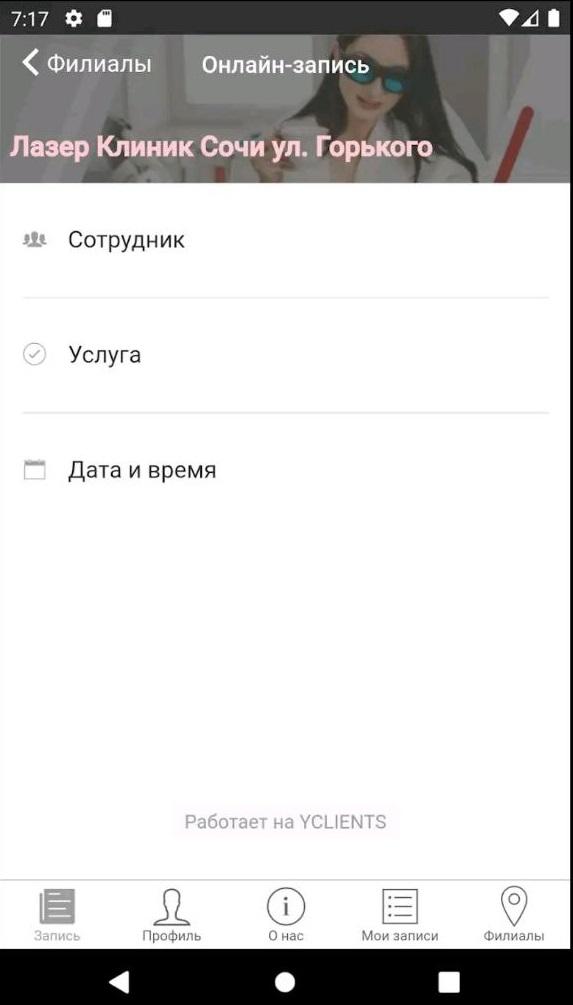 7:17
Филиалы
Онлайн-запись
Лазер Клиник Сочи ул. Горького
Сотрудник
Услуга
Дата и время
Работает на YCLIENTS
Запись
Профиль
О нас
Мои записи
Филиалы